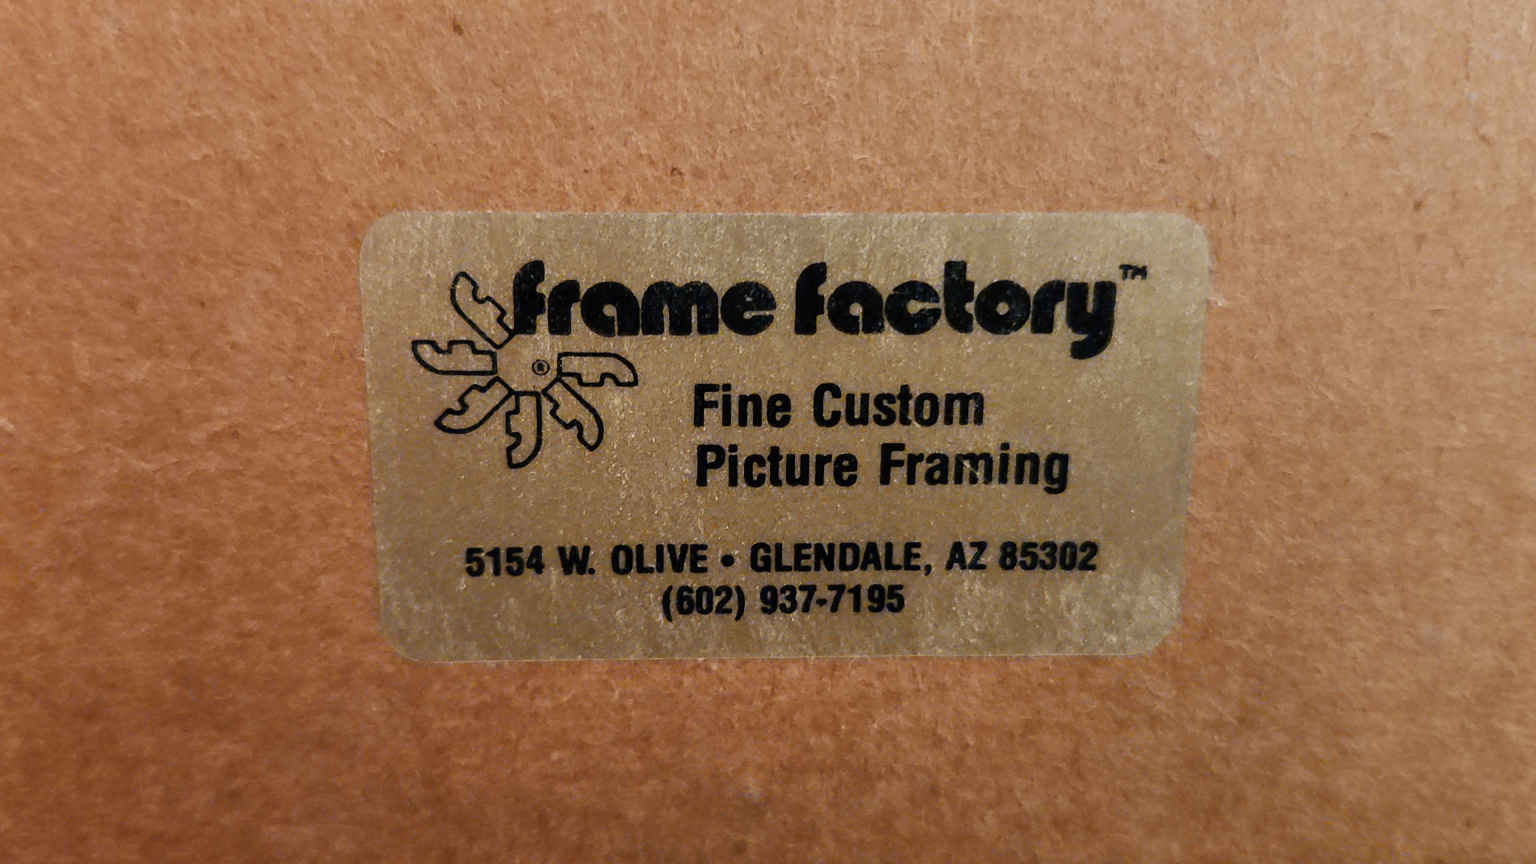 frame factory™
®
Fine Custom
Picture Framing
5154 W. OLIVE • GLENDALE, AZ 85302
(602) 937-7195